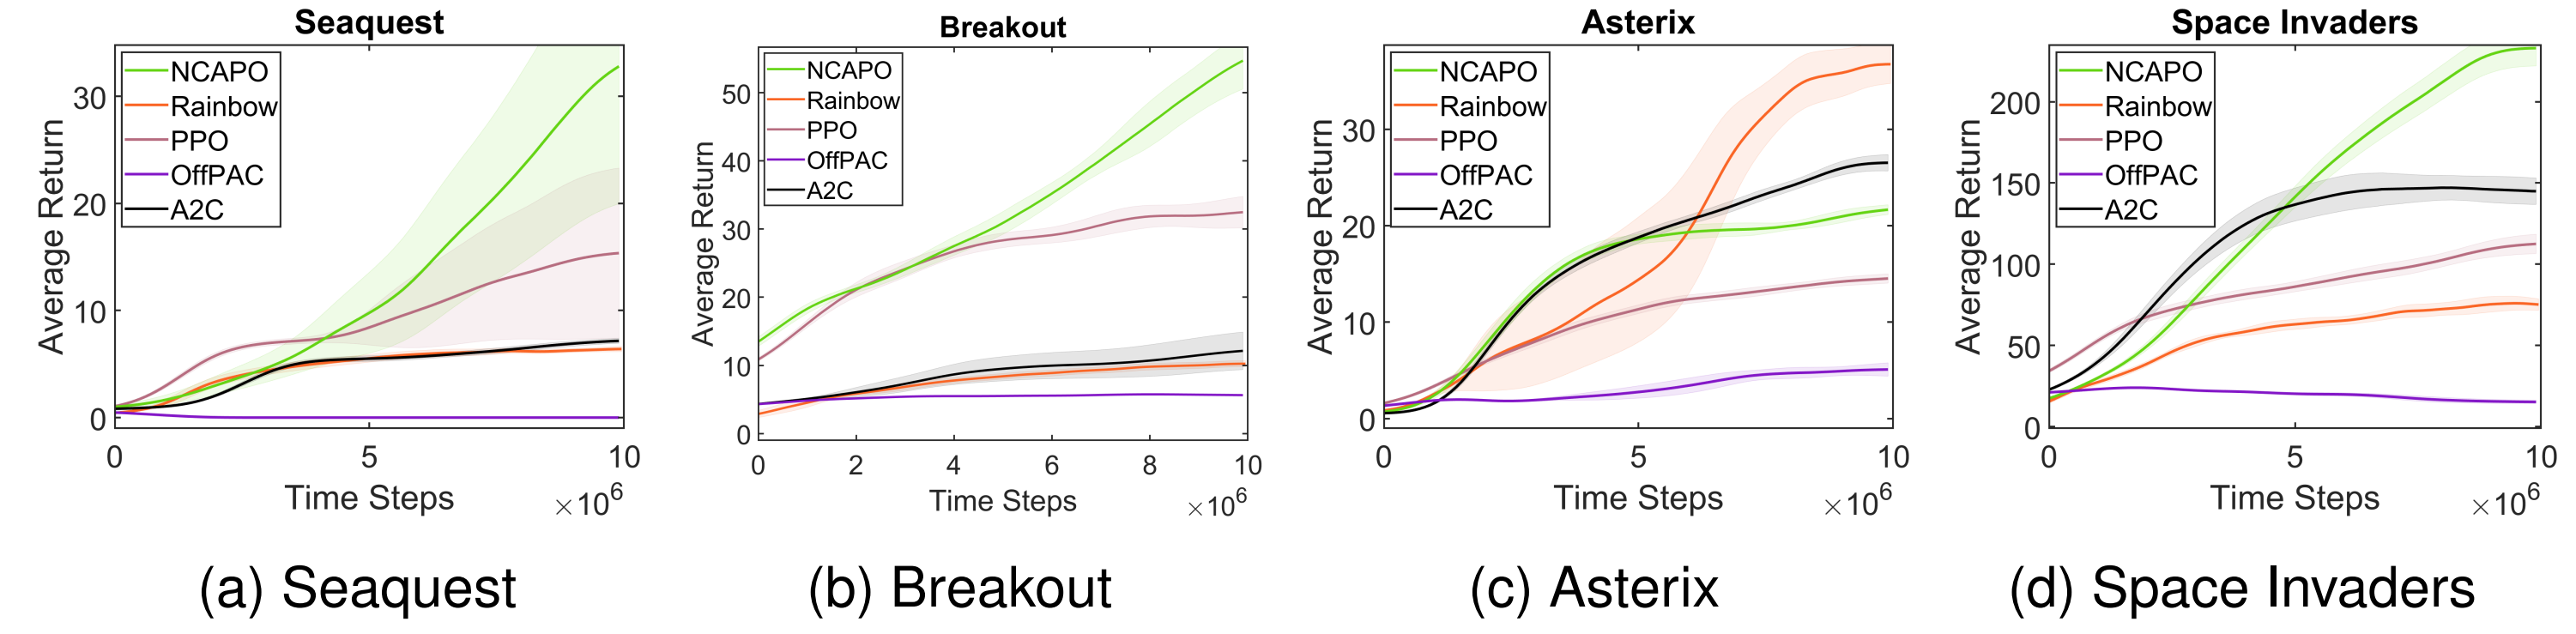 Seaquest
NCAPO
Rainbow
PPO
OffPAC
A2C
Average Return
30
20
10
0
0 5 10
Time Steps
×10^6
(a) Seaquest
Breakout
NCAPO
Rainbow
PPO
OffPAC
A2C
Average Return
50
40
30
20
10
0
0 2 4 6 8 10
Time Steps
×10^6
(b) Breakout
Asterix
NCAPO
Rainbow
PPO
OffPAC
A2C
Average Return
30
20
10
0
0 5 10
Time Steps
×10^6
(c) Asterix
Space Invaders
NCAPO
Rainbow
PPO
OffPAC
A2C
Average Return
200
150
100
50
0
0 5 10
Time Steps
×10^6
(d) Space Invaders